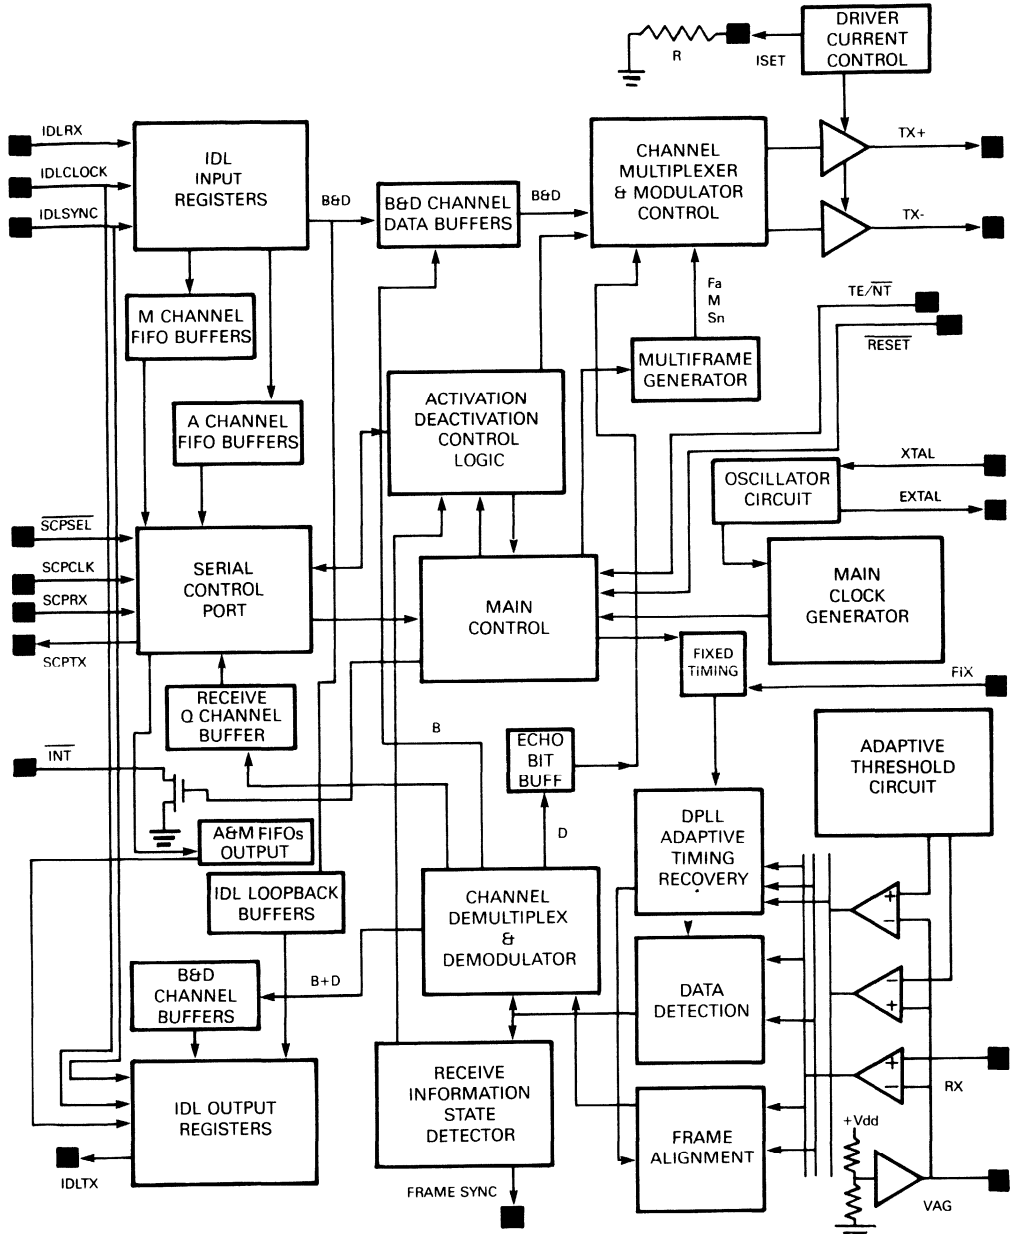 DRIVER
CURRENT
CONTROL
R
ISET
IDLRX
IDLCLOCK
IDLSYNC
IDL
INPUT
REGISTERS
B&D
B&D CHANNEL
DATA BUFFERS
B&D
CHANNEL
MULTIPLEXER
& MODULATOR
CONTROL
TX+
TX-
Fa
M
Sn
TE/NT
RESET
M CHANNEL
FIFO BUFFERS
MULTIFRAME
GENERATOR
A CHANNEL
FIFO BUFFERS
ACTIVATION
DEACTIVATION
CONTROL
LOGIC
OSCILLATOR
CIRCUIT
XTAL
EXTAL
SCPSEL
SCPCLK
SCPRX
SCPTX
SERIAL
CONTROL
PORT
MAIN
CONTROL
MAIN
CLOCK
GENERATOR
FIXED
TIMING
FIX
RECEIVE
Q CHANNEL
BUFFER
B
ECHO
BIT
BUFF
ADAPTIVE
THRESHOLD
CIRCUIT
INT
A&M FIFOs
OUTPUT
D
DPLL
ADAPTIVE
TIMING
RECOVERY
IDL LOOPBACK
BUFFERS
CHANNEL
DEMULTIPLEX
&
DEMODULATOR
+
−
B&D
CHANNEL
BUFFERS
B+D
DATA
DETECTION
−
+
IDL OUTPUT
REGISTERS
RECEIVE
INFORMATION
STATE
DETECTOR
+
−
RX
FRAME
ALIGNMENT
+Vdd
IDLTX
FRAME SYNC
VAG